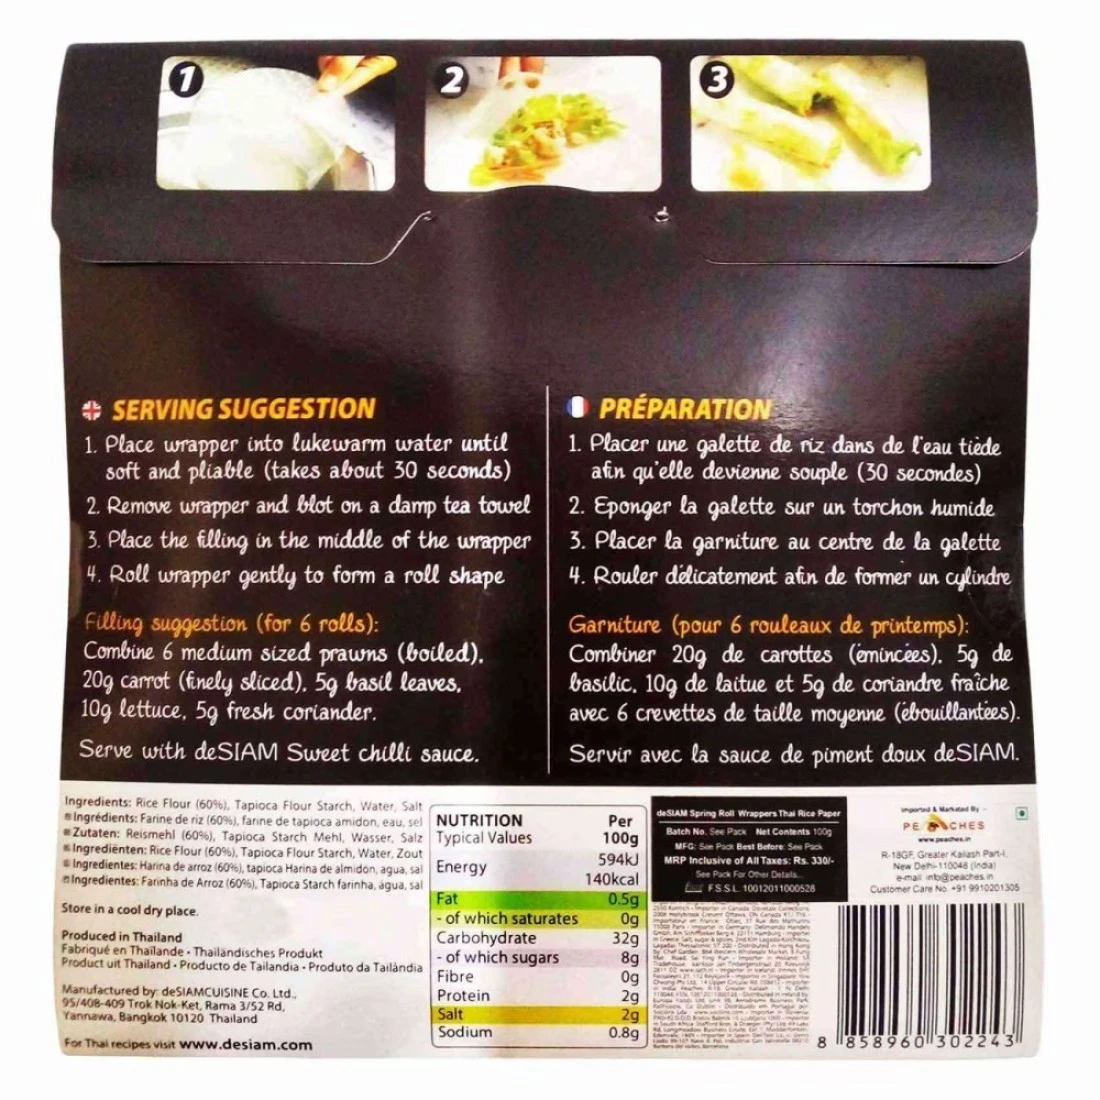 1
2
3
SERVING SUGGESTION
1. Place wrapper into lukewarm water until
soft and pliable (takes about 30 seconds)
2. Remove wrapper and blot on a damp tea towel
3. Place the filling in the middle of the wrapper
4. Roll wrapper gently to form a roll shape
Filling suggestion (for 6 rolls):
Combine 6 medium sized prawns (boiled),
20g carrot (finely sliced), 5g basil leaves,
10g lettuce, 5g fresh coriander.
Serve with deSIAM Sweet chilli sauce.
PRÉPARATION
1. Placer une galette de riz dans de l'eau tiède
afin qu'elle devienne souple (30 secondes)
2. Eponger la galette sur un torchon humide
3. Placer la garniture au centre de la galette
4. Rouler délicatement afin de former un cylindre
Garniture (pour 6 rouleaux de printemps):
Combiner 20g de carottes (émincées), 5g de
basilic, 10g de laitue et 5g de coriandre fraîche
avec 6 crevettes de taille moyenne (ébouillantées).
Servir avec la sauce de piment doux deSIAM.
Ingredients: Rice Flour (60%), Tapioca Flour Starch, Water, Salt
Ingrédients: Farine de riz (60%), farine de tapioca amidon, eau, sel
Zutaten: Reismehl (60%), Tapioca Starch Mehl, Wasser, Salz
Ingrediënten: Rice Flour (60%), Tapioca Flour Starch, Water, Zout
Ingredientes: Harina de arroz (60%), tapioca Harina de almidón, agua, sal
Ingredientes: Farinha de Arroz (60%), Tapioca Starch farinha, água, sal
Store in a cool dry place.
Produced in Thailand
Fabriqué en Thaïlande • Thailändisches Produkt
Product uit Thailand • Producto de Tailandia • Produto da Tailândia
Manufactured by: deSIAMCUISINE Co. Ltd.,
95/408-409 Trok Nok-Ket, Rama 3/52 Rd,
Yannawa, Bangkok 10120 Thailand
For Thai recipes visit www.desiam.com
NUTRITION Per
Typical Values 100g
Energy 594kJ
140kcal
Fat 0.5g
- of which saturates 0g
Carbohydrate 32g
- of which sugars 8g
Fibre 0g
Protein 2g
Salt 2g
Sodium 0.8g
deSIAM Spring Roll Wrappers Thai Rice Paper
Batch No. See Pack Net Contents 100g
MFG: See Pack Best Before: See Pack
MRP Inclusive of All Taxes: Rs. 330/-
See Pack For Other Details...
fssai F.S.S.L. 10012011000528
Imported & Marketed By -
PEACHES
www.peaches.in
R-18GF, Greater Kailash Part-I,
New Delhi-110048 (India)
e-mail: info@peaches.in
Customer Care No. +91 9910201305
8 858960 302243